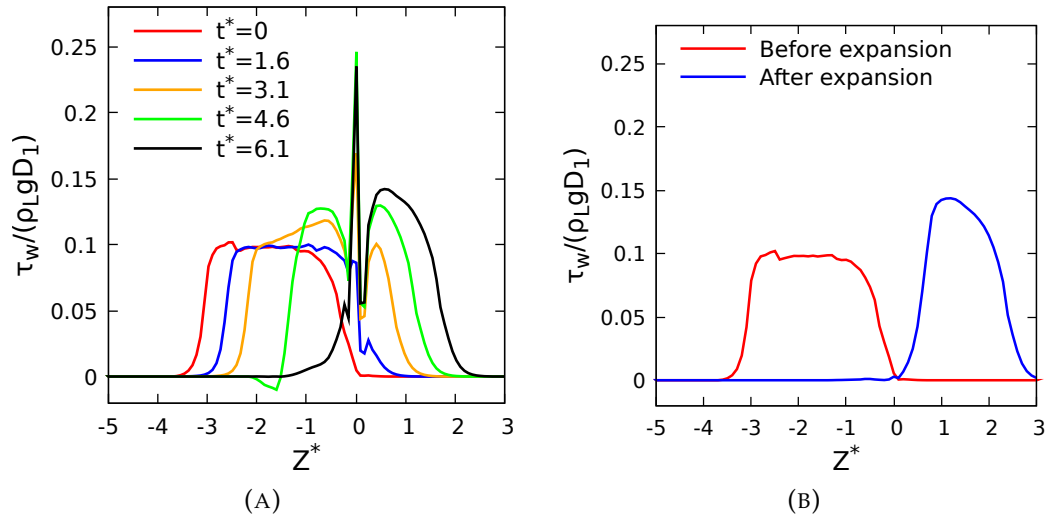 0.25
0.2
0.15
0.1
0.05
0
t*=0
t*=1.6
t*=3.1
t*=4.6
t*=6.1
-5 -4 -3 -2 -1 0 1 2 3
τw/(ρLgD1)
Z*
(A)
0.25
0.2
0.15
0.1
0.05
0
Before expansion
After expansion
-5 -4 -3 -2 -1 0 1 2 3
τw/(ρLgD1)
Z*
(B)